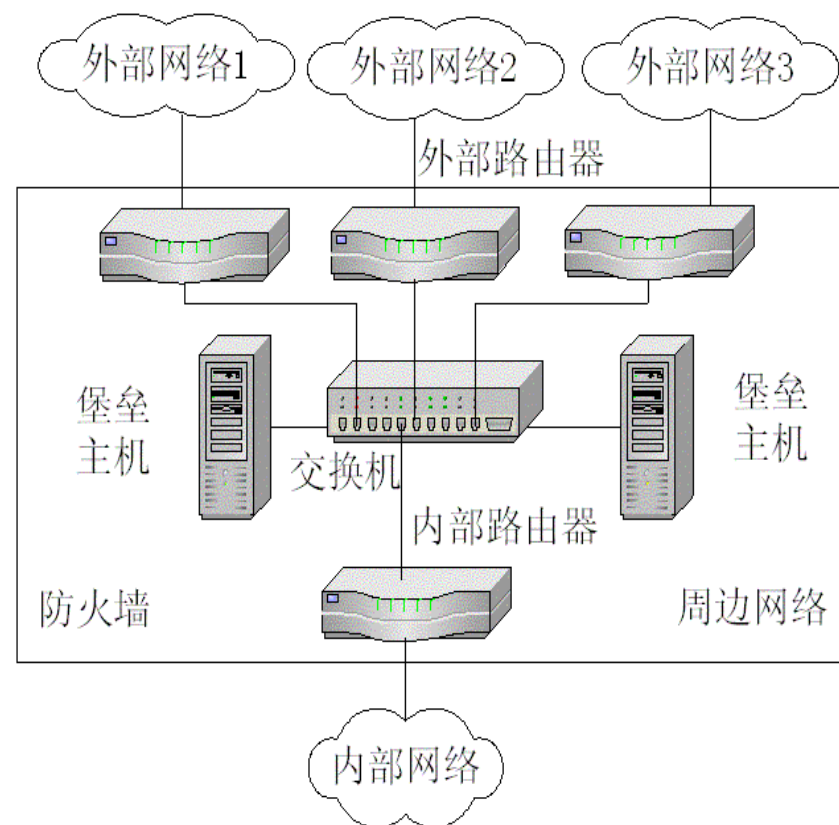 外部网络1
外部网络2
外部网络3
外部路由器
堡垒
主机
堡垒
主机
交换机
内部路由器
防火墙
周边网络
内部网络